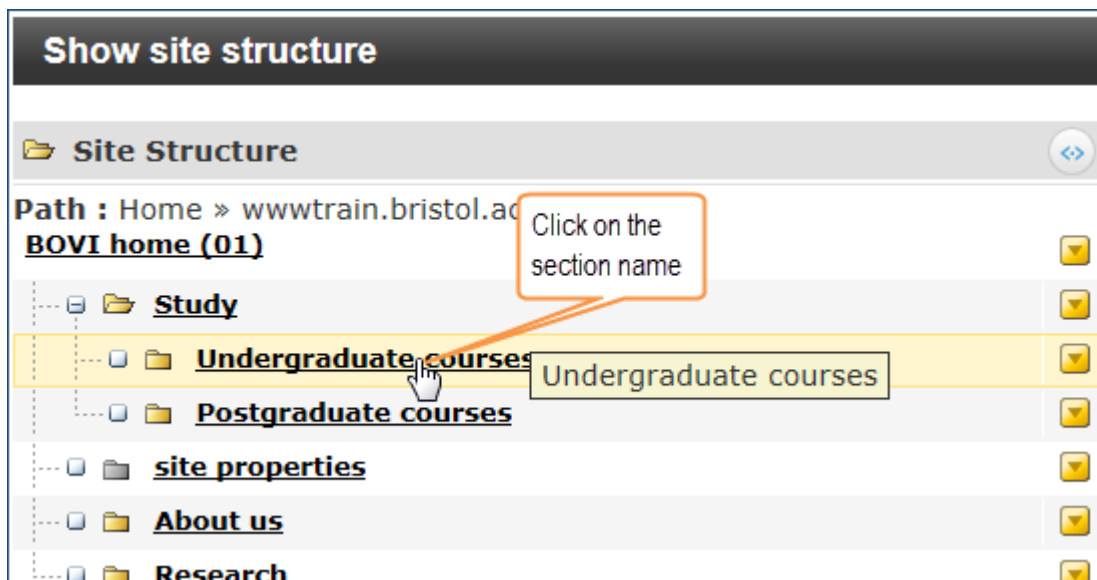 Show site structure
Site Structure
Path : Home » wwwtrain.bristol.ac
Click on the
section name
BOVI home (01)
Study
Undergraduate courses
Undergraduate courses
Postgraduate courses
site properties
About us
Research